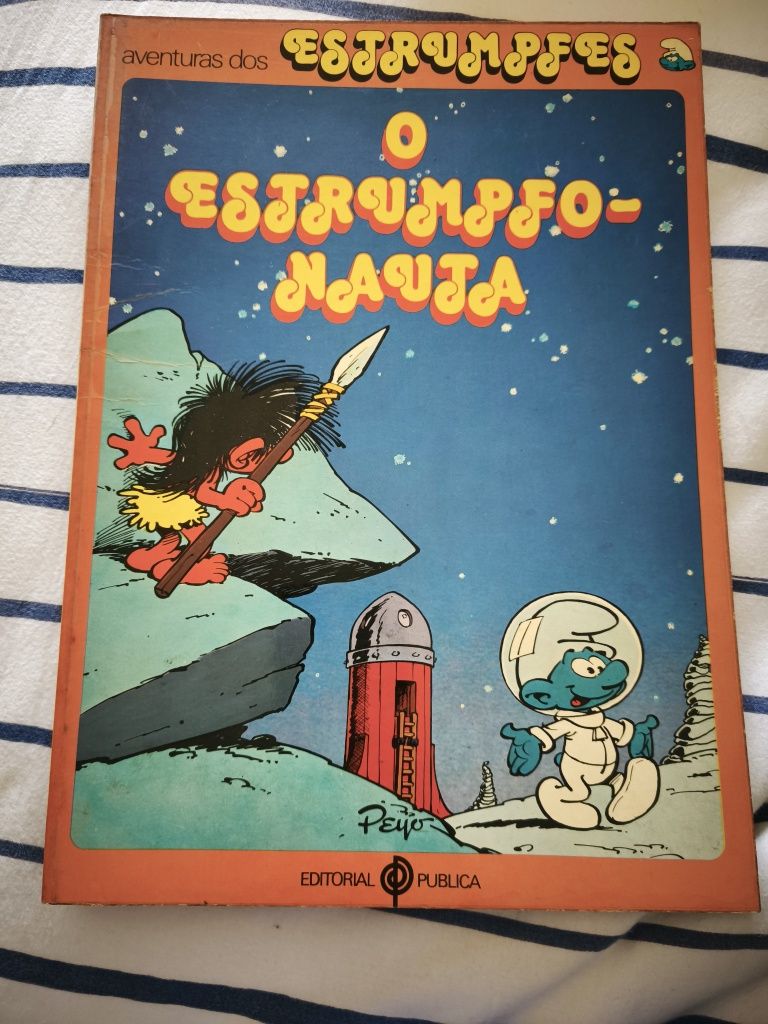 aventuras dos ESTRUMPFES
O
ESTRUMPFO-
NAUTA
Peyo
EDITORIAL PUBLICA